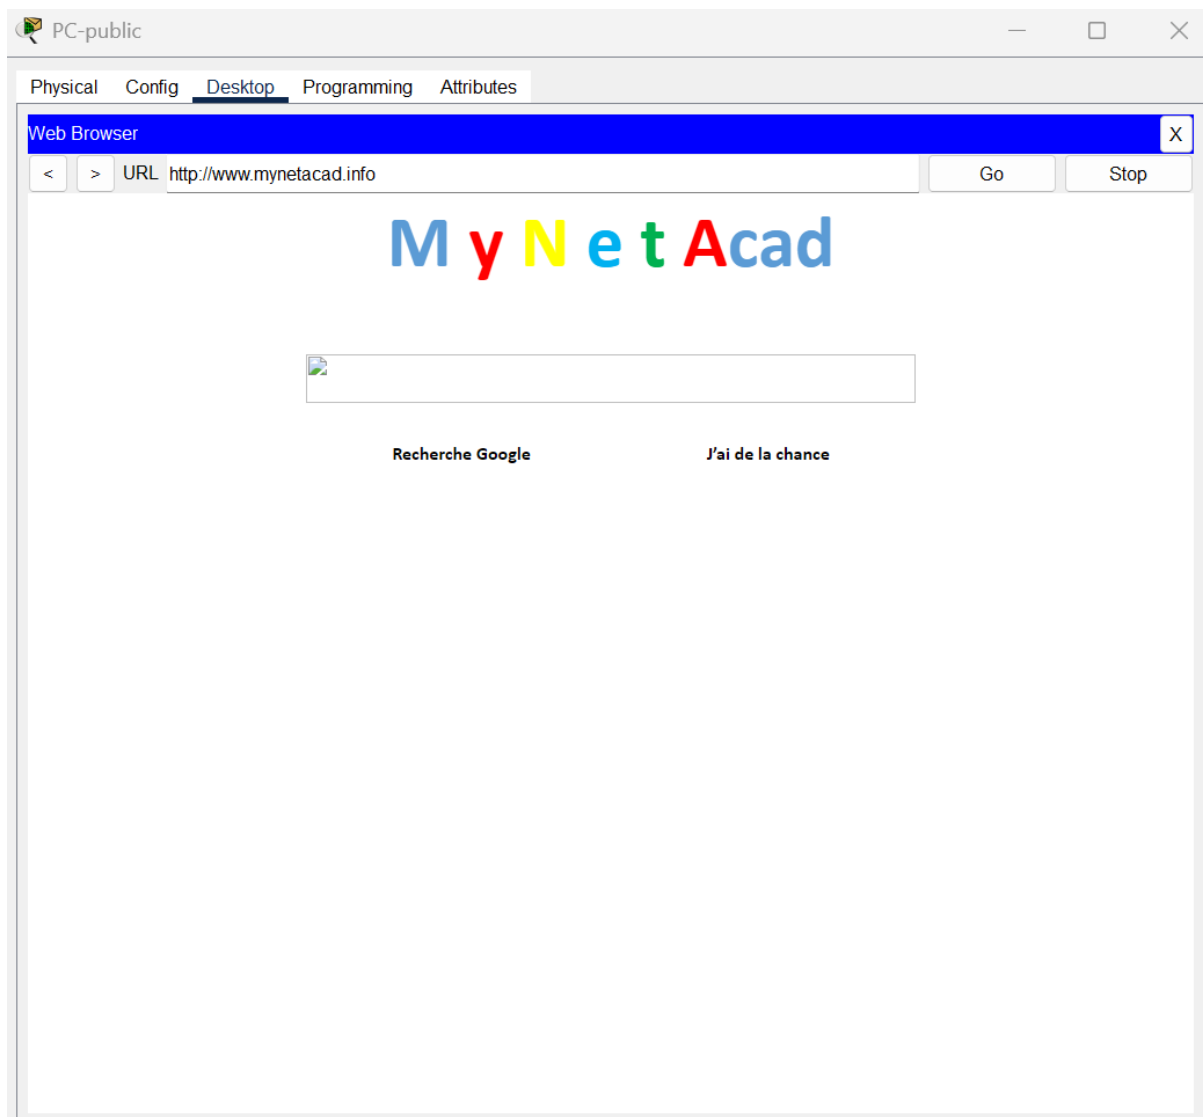 PC-public
Physical Config Desktop Programming Attributes
Web Browser X
< > URL http://www.mynetacad.info Go Stop
M y N e t Acad
Recherche Google J’ai de la chance